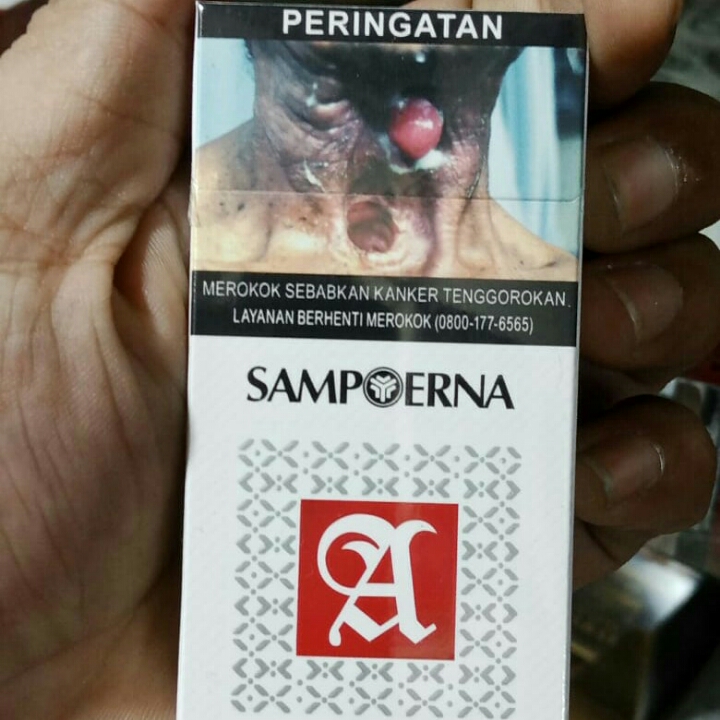 PERINGATAN
MEROKOK SEBABKAN KANKER TENGGOROKAN.
LAYANAN BERHENTI MEROKOK (0800-177-6565)
SAMPOERNA
A